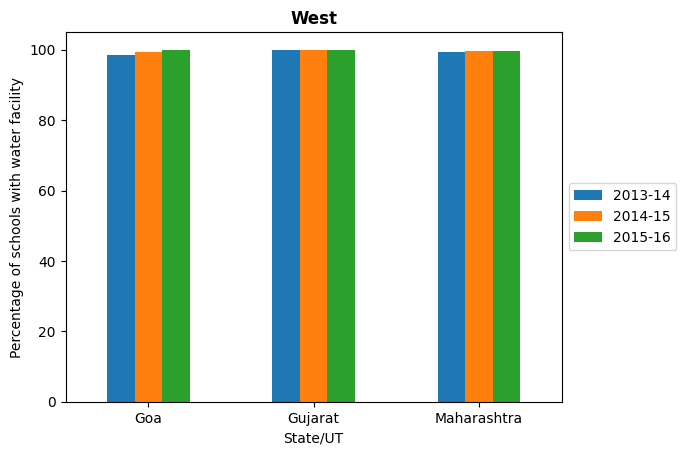 West
Percentage of schools with water facility
100
80
60
40
20
0
Goa
Gujarat
Maharashtra
State/UT
2013-14
2014-15
2015-16